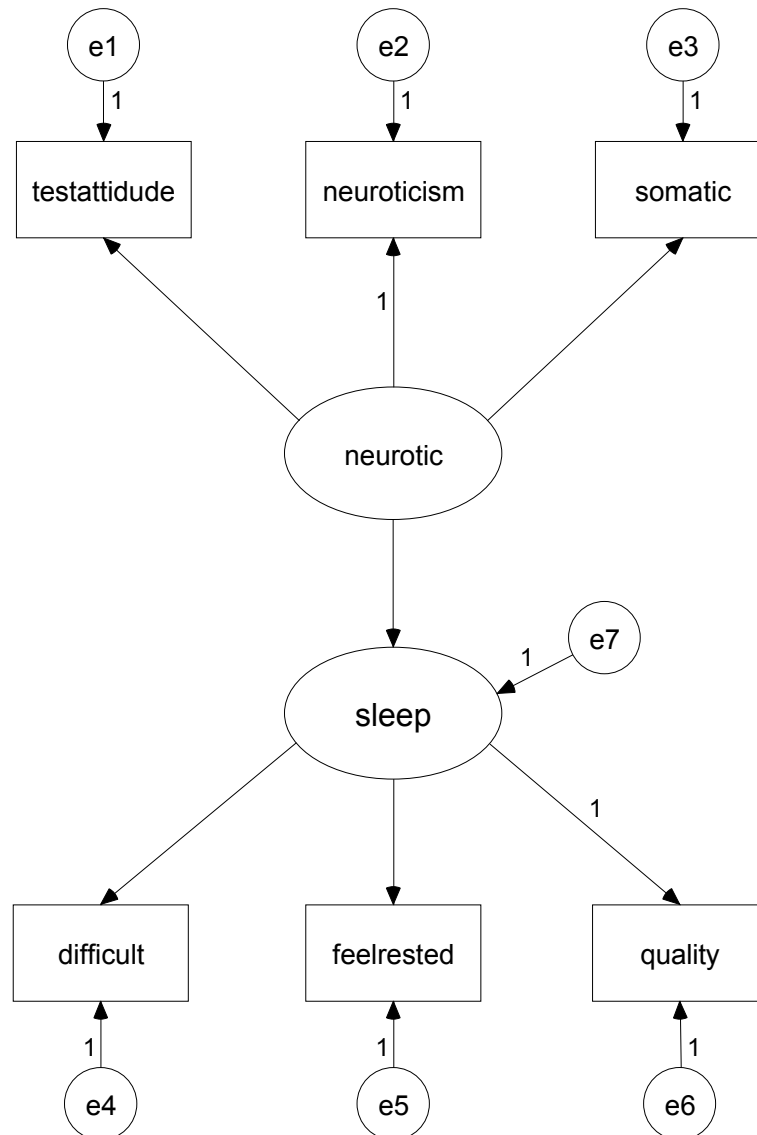 e1
e2
e3
1
1
1
testattidude
neuroticism
somatic
1
neurotic
e7
1
sleep
1
difficult
feelrested
quality
1
1
1
e4
e5
e6